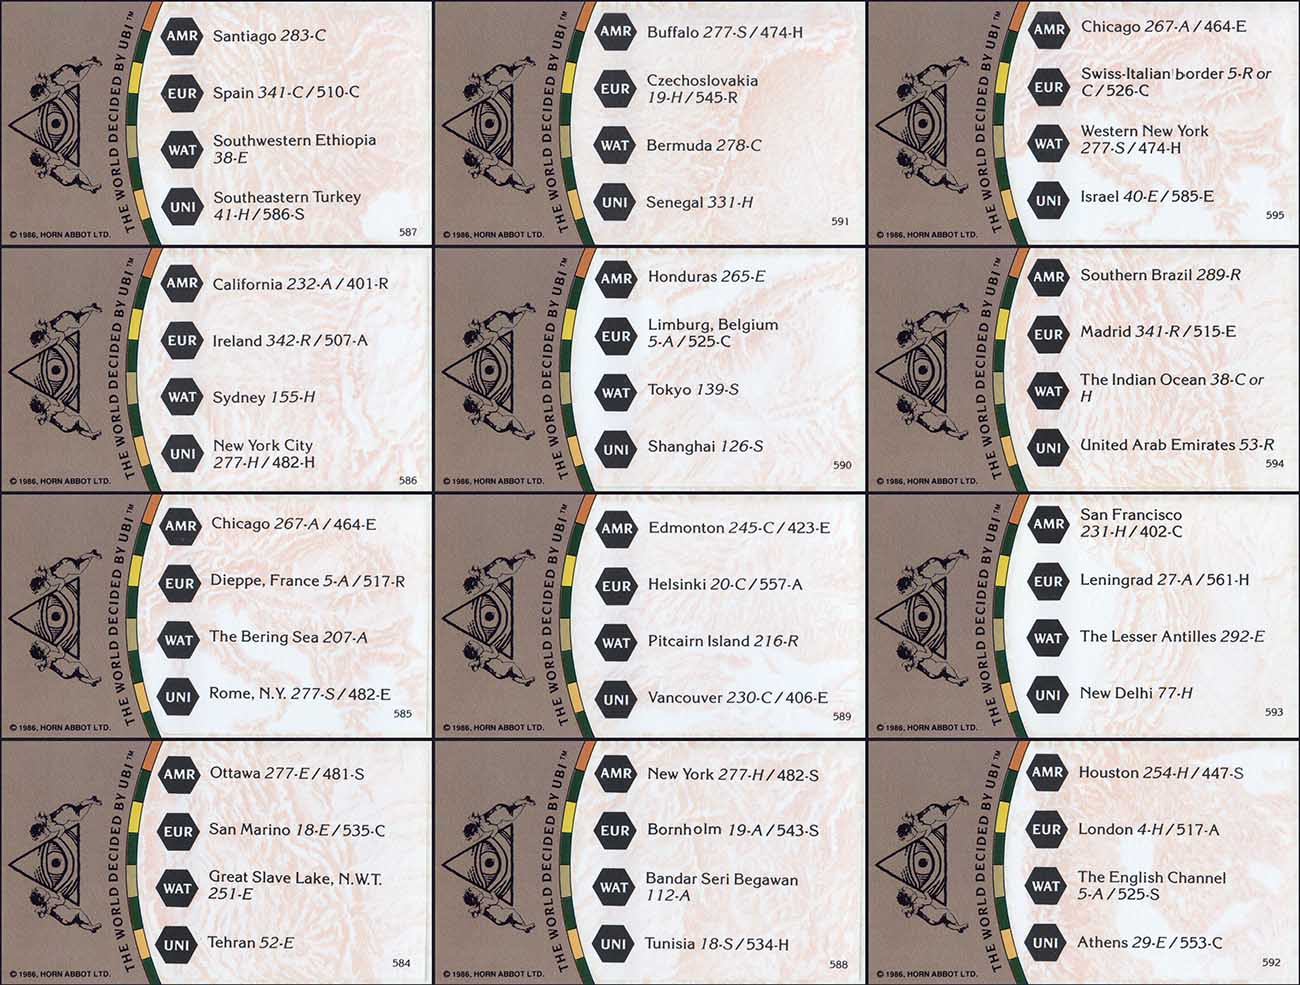 THE WORLD DECIDED BY UBI™
AMR Santiago 283-C
EUR Spain 341-C / 510-C
WAT Southwestern Ethiopia
38-E
UNI Southeastern Turkey
41-H / 586-S
© 1986, HORN ABBOT LTD.
587
THE WORLD DECIDED BY UBI™
AMR Buffalo 277-S / 474-H
EUR Czechoslovakia
19-H / 545-R
WAT Bermuda 278-C
UNI Senegal 331-H
© 1986, HORN ABBOT LTD.
591
THE WORLD DECIDED BY UBI™
AMR Chicago 267-A / 464-E
EUR Swiss-Italian border 5-R or
C / 526-C
WAT Western New York
277-S / 474-H
UNI Israel 40-E / 585-E
© 1986, HORN ABBOT LTD.
595
THE WORLD DECIDED BY UBI™
AMR California 232-A / 401-R
EUR Ireland 342-R / 507-A
WAT Sydney 155-H
UNI New York City
277-H / 482-H
© 1986, HORN ABBOT LTD.
586
THE WORLD DECIDED BY UBI™
AMR Honduras 265-E
EUR Limburg, Belgium
5-A / 525-C
WAT Tokyo 139-S
UNI Shanghai 126-S
© 1986, HORN ABBOT LTD.
590
THE WORLD DECIDED BY UBI™
AMR Southern Brazil 289-R
EUR Madrid 341-R / 515-E
WAT The Indian Ocean 38-C or
H
UNI United Arab Emirates 53-R
© 1986, HORN ABBOT LTD.
594
THE WORLD DECIDED BY UBI™
AMR Chicago 267-A / 464-E
EUR Dieppe, France 5-A / 517-R
WAT The Bering Sea 207-A
UNI Rome, N.Y. 277-S / 482-E
© 1986, HORN ABBOT LTD.
585
THE WORLD DECIDED BY UBI™
AMR Edmonton 245-C / 423-E
EUR Helsinki 20-C / 557-A
WAT Pitcairn Island 216-R
UNI Vancouver 230-C / 406-E
© 1986, HORN ABBOT LTD.
589
THE WORLD DECIDED BY UBI™
AMR San Francisco
231-H / 402-C
EUR Leningrad 27-A / 561-H
WAT The Lesser Antilles 292-E
UNI New Delhi 77-H
© 1986, HORN ABBOT LTD.
593
THE WORLD DECIDED BY UBI™
AMR Ottawa 277-E / 481-S
EUR San Marino 18-E / 535-C
WAT Great Slave Lake, N.W.T.
251-E
UNI Tehran 52-E
© 1986, HORN ABBOT LTD.
584
THE WORLD DECIDED BY UBI™
AMR New York 277-H / 482-S
EUR Bornholm 19-A / 543-S
WAT Bandar Seri Begawan
112-A
UNI Tunisia 18-S / 534-H
© 1986, HORN ABBOT LTD.
588
THE WORLD DECIDED BY UBI™
AMR Houston 254-H / 447-S
EUR London 4-H / 517-A
WAT The English Channel
5-A / 525-S
UNI Athens 29-E / 553-C
© 1986, HORN ABBOT LTD.
592